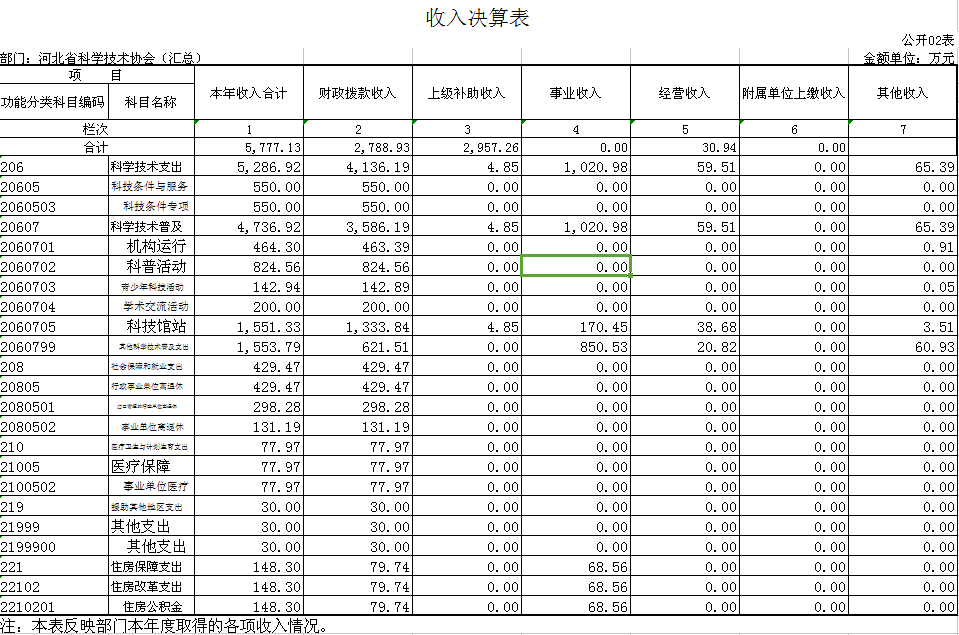 收入决算表
公开02表
部门：河北省科学技术协会（汇总） 金额单位：万元
项 目 本年收入合计 财政拨款收入 上级补助收入 事业收入 经营收入 附属单位上缴收入 其他收入
功能分类科目编码 科目名称
栏次 1 2 3 4 5 6 7
合计 5,777.13 2,788.93 2,957.26 0.00 30.94 0.00
206 科学技术支出 5,286.92 4,136.19 4.85 1,020.98 59.51 0.00 65.39
20605 科技条件与服务 550.00 550.00 0.00 0.00 0.00 0.00 0.00
2060503 科技条件专项 550.00 550.00 0.00 0.00 0.00 0.00 0.00
20607 科学技术普及 4,736.92 3,586.19 4.85 1,020.98 59.51 0.00 65.39
2060701 机构运行 464.30 463.39 0.00 0.00 0.00 0.00 0.91
2060702 科普活动 824.56 824.56 0.00 0.00 0.00 0.00 0.00
2060703 青少年科技活动 142.94 142.89 0.00 0.00 0.00 0.00 0.05
2060704 学术交流活动 200.00 200.00 0.00 0.00 0.00 0.00 0.00
2060705 科技馆站 1,551.33 1,333.84 4.85 170.45 38.68 0.00 3.51
2060799 其他科学技术普及支出 1,553.79 621.51 0.00 850.53 20.82 0.00 60.93
208 社会保障和就业支出 429.47 429.47 0.00 0.00 0.00 0.00 0.00
20805 行政事业单位离退休 429.47 429.47 0.00 0.00 0.00 0.00 0.00
2080501 298.28 298.28 0.00 0.00 0.00 0.00 0.00
2080502 事业单位离退休 131.19 131.19 0.00 0.00 0.00 0.00 0.00
210 医疗卫生与计划生育支出 77.97 77.97 0.00 0.00 0.00 0.00 0.00
21005 医疗保障 77.97 77.97 0.00 0.00 0.00 0.00 0.00
2100502 事业单位医疗 77.97 77.97 0.00 0.00 0.00 0.00 0.00
219 援助其他地区支出 30.00 30.00 0.00 0.00 0.00 0.00 0.00
21999 其他支出 30.00 30.00 0.00 0.00 0.00 0.00 0.00
2199900 其他支出 30.00 30.00 0.00 0.00 0.00 0.00 0.00
221 住房保障支出 148.30 79.74 0.00 68.56 0.00 0.00 0.00
22102 住房改革支出 148.30 79.74 0.00 68.56 0.00 0.00 0.00
2210201 住房公积金 148.30 79.74 0.00 68.56 0.00 0.00 0.00
注：本表反映部门本年度取得的各项收入情况。